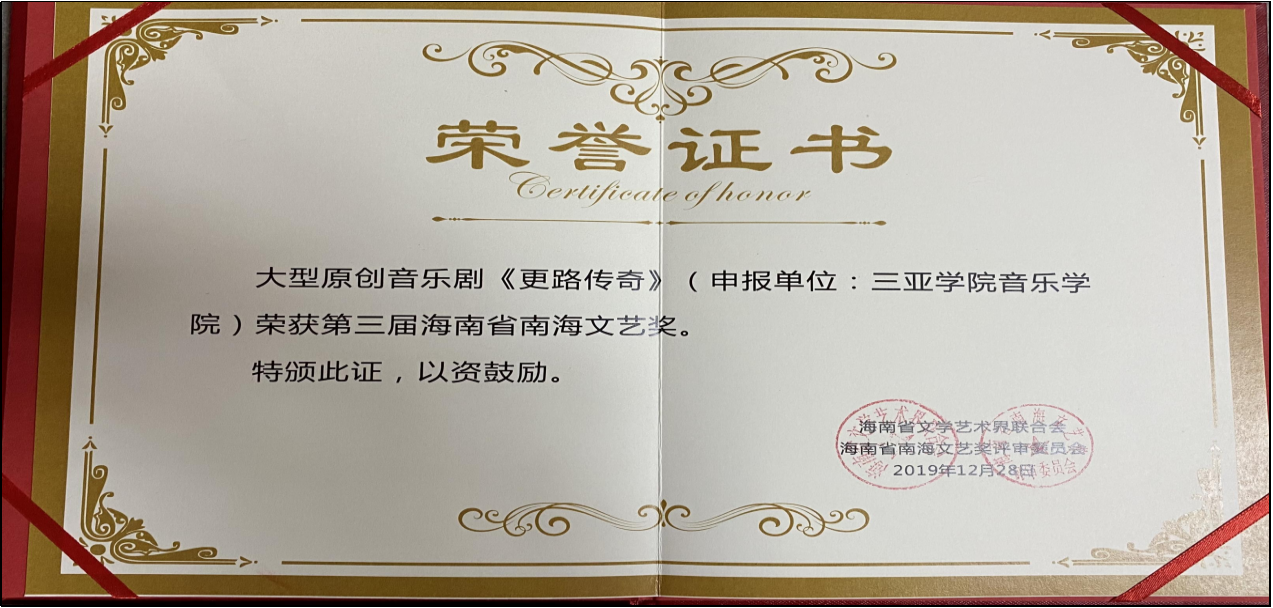 荣誉证书
Certificate of honor
大型原创音乐剧《更路传奇》（申报单位：三亚学院音乐学
院）荣获第三届海南省南海文艺奖。
特颁此证，以资鼓励。
海南省文学艺术界联合会
海南省南海文艺奖评审委员会
2019年12月28日